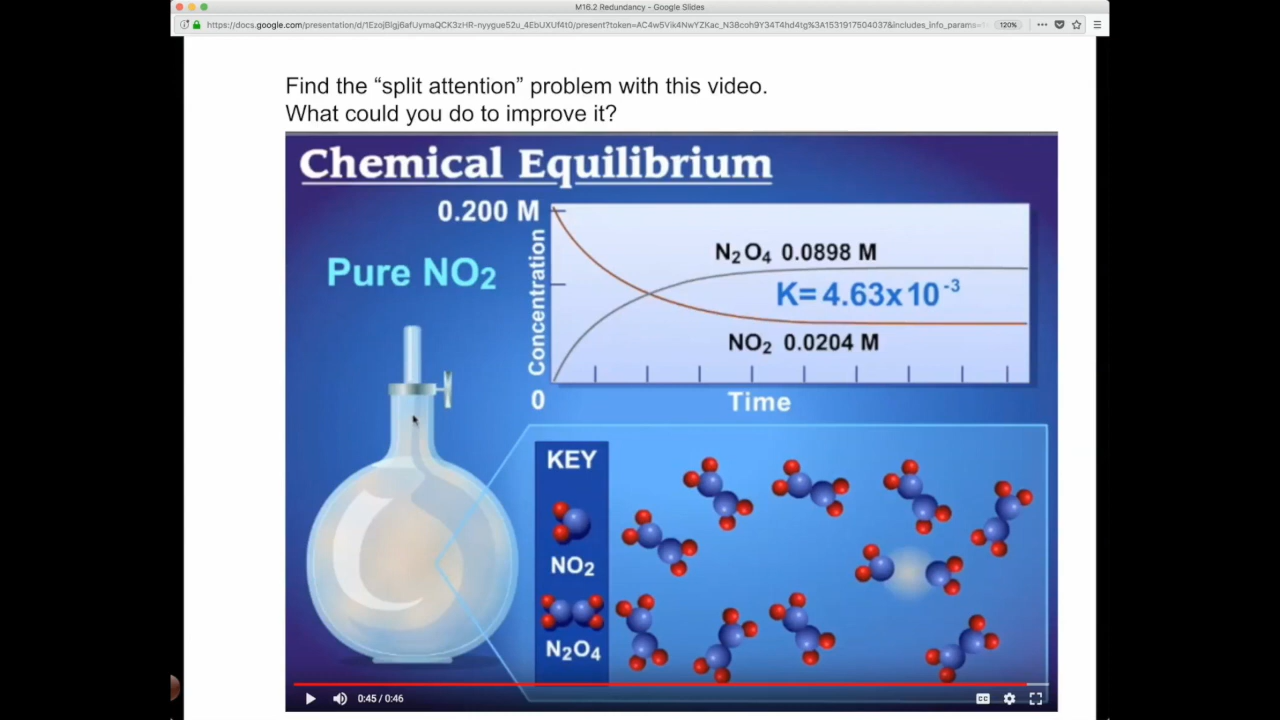 M16.2 Redundancy - Google Slides
120%
Find the “split attention” problem with this video.
What could you do to improve it?
Chemical Equilibrium
0.200 M
Pure NO2
Concentration
N2O4 0.0898 M
K= 4.63x10-3
NO2 0.0204 M
0
Time
KEY
NO2
N2O4
0:45 / 0:46
CC